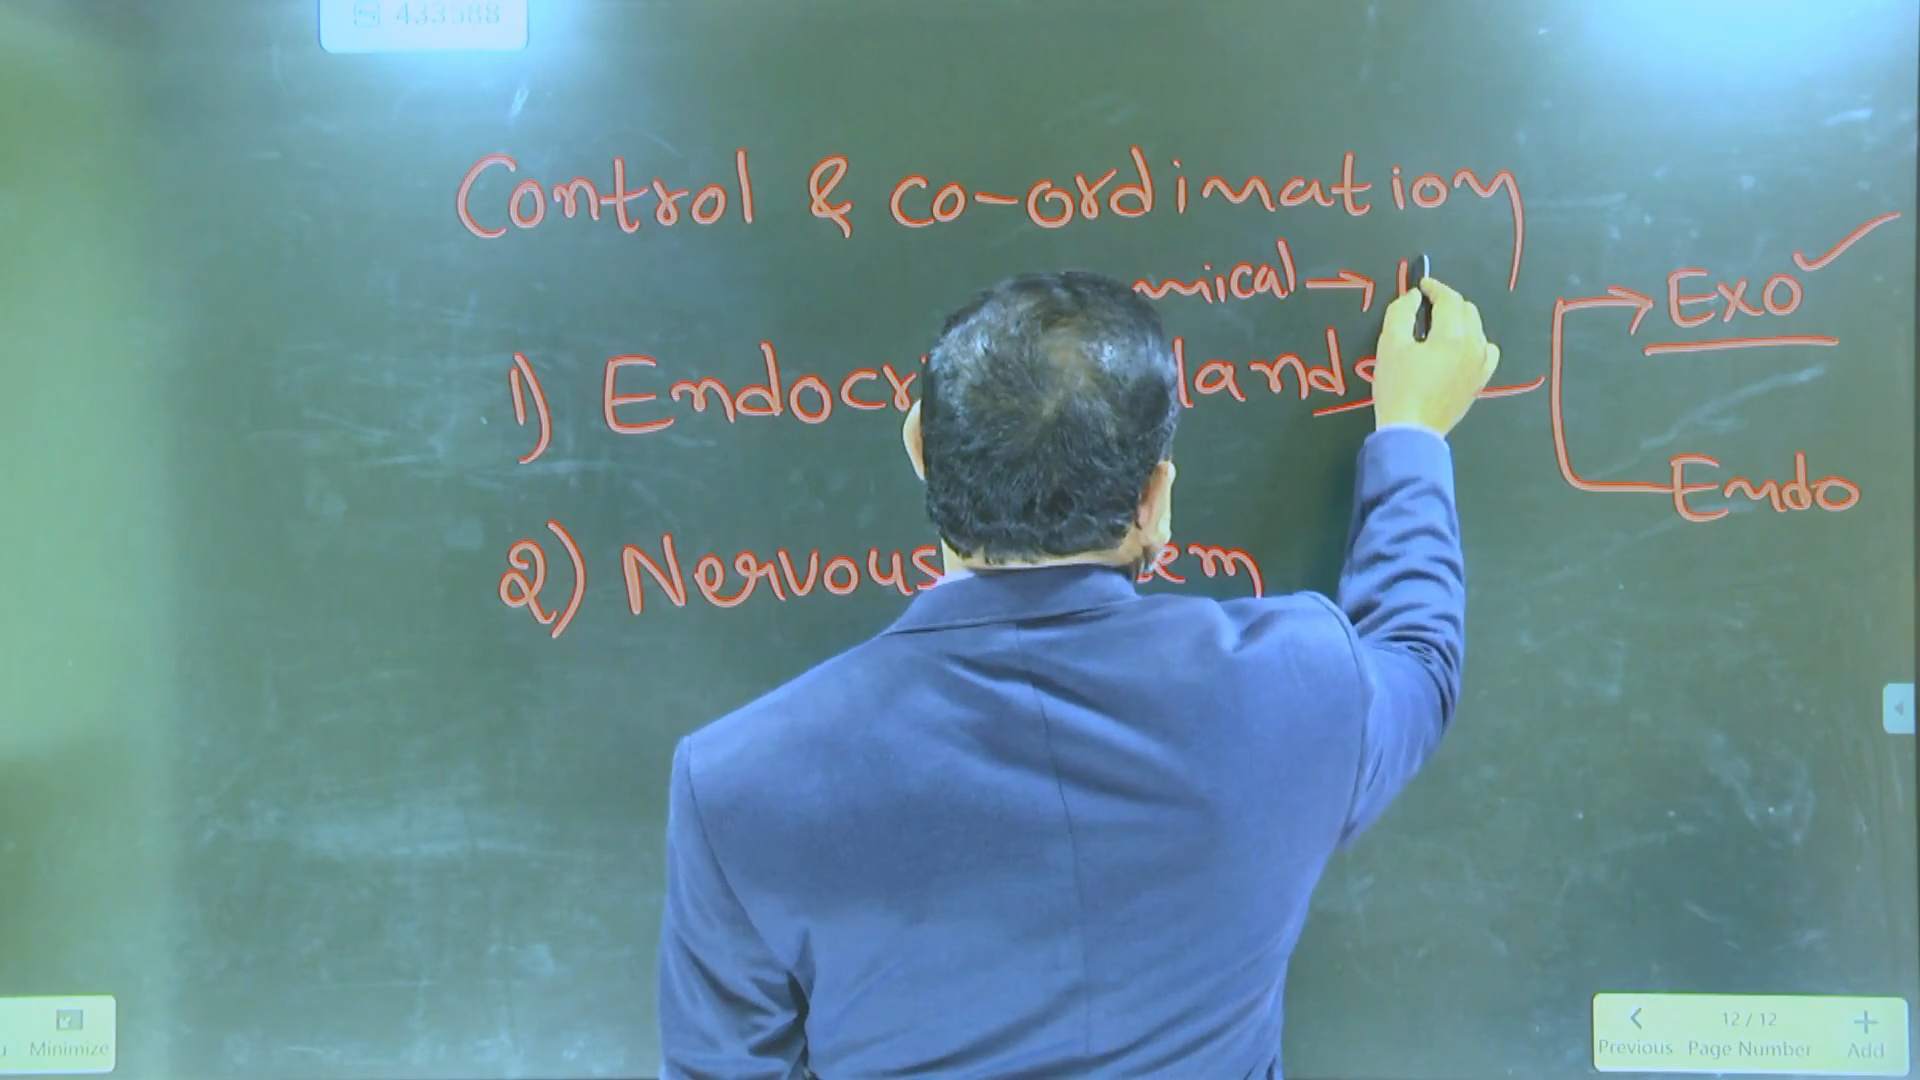 433588
Control & co-ordination
mical →
1) Endocri lands
Exo ✓
Endo
2) Nervous em
Minimize
Previous
12 / 12
Page Number
Add